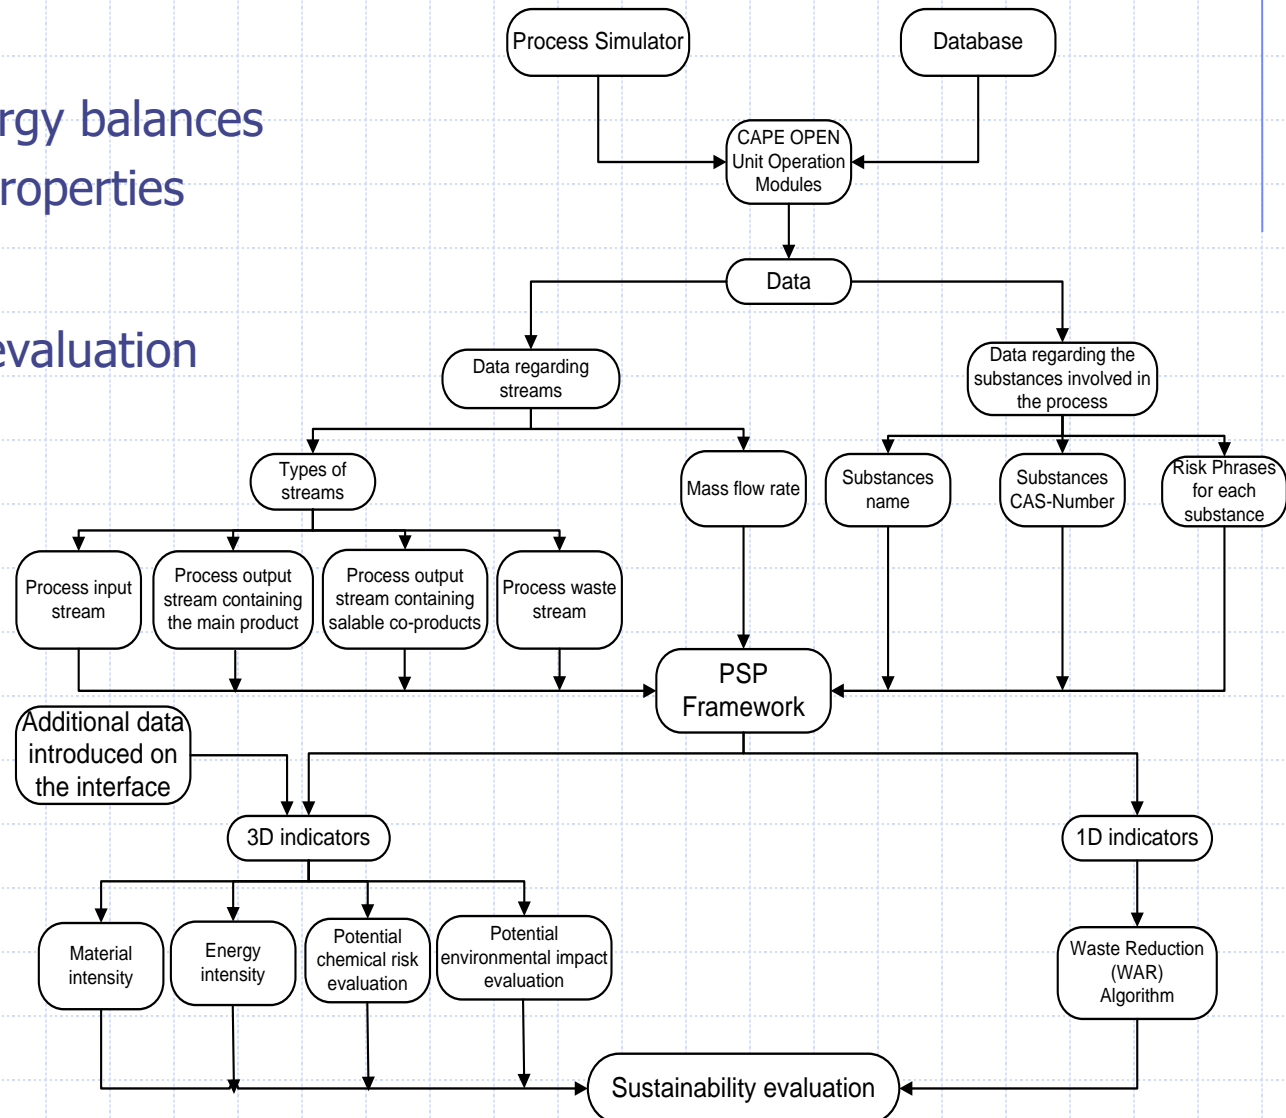 rgy balances
roperties
evaluation
Process Simulator
Database
CAPE OPEN
Unit Operation
Modules
Data
Data regarding
streams
Data regarding the
substances involved in
the process
Types of
streams
Mass flow rate
Substances
name
Substances
CAS-Number
Risk Phrases
for each
substance
Process input
stream
Process output
stream containing
the main product
Process output
stream containing
salable co-products
Process waste
stream
PSP
Framework
Additional data
introduced on
the interface
3D indicators
1D indicators
Material
intensity
Energy
intensity
Potential
chemical risk
evaluation
Potential
environmental impact
evaluation
Waste Reduction
(WAR)
Algorithm
Sustainability evaluation